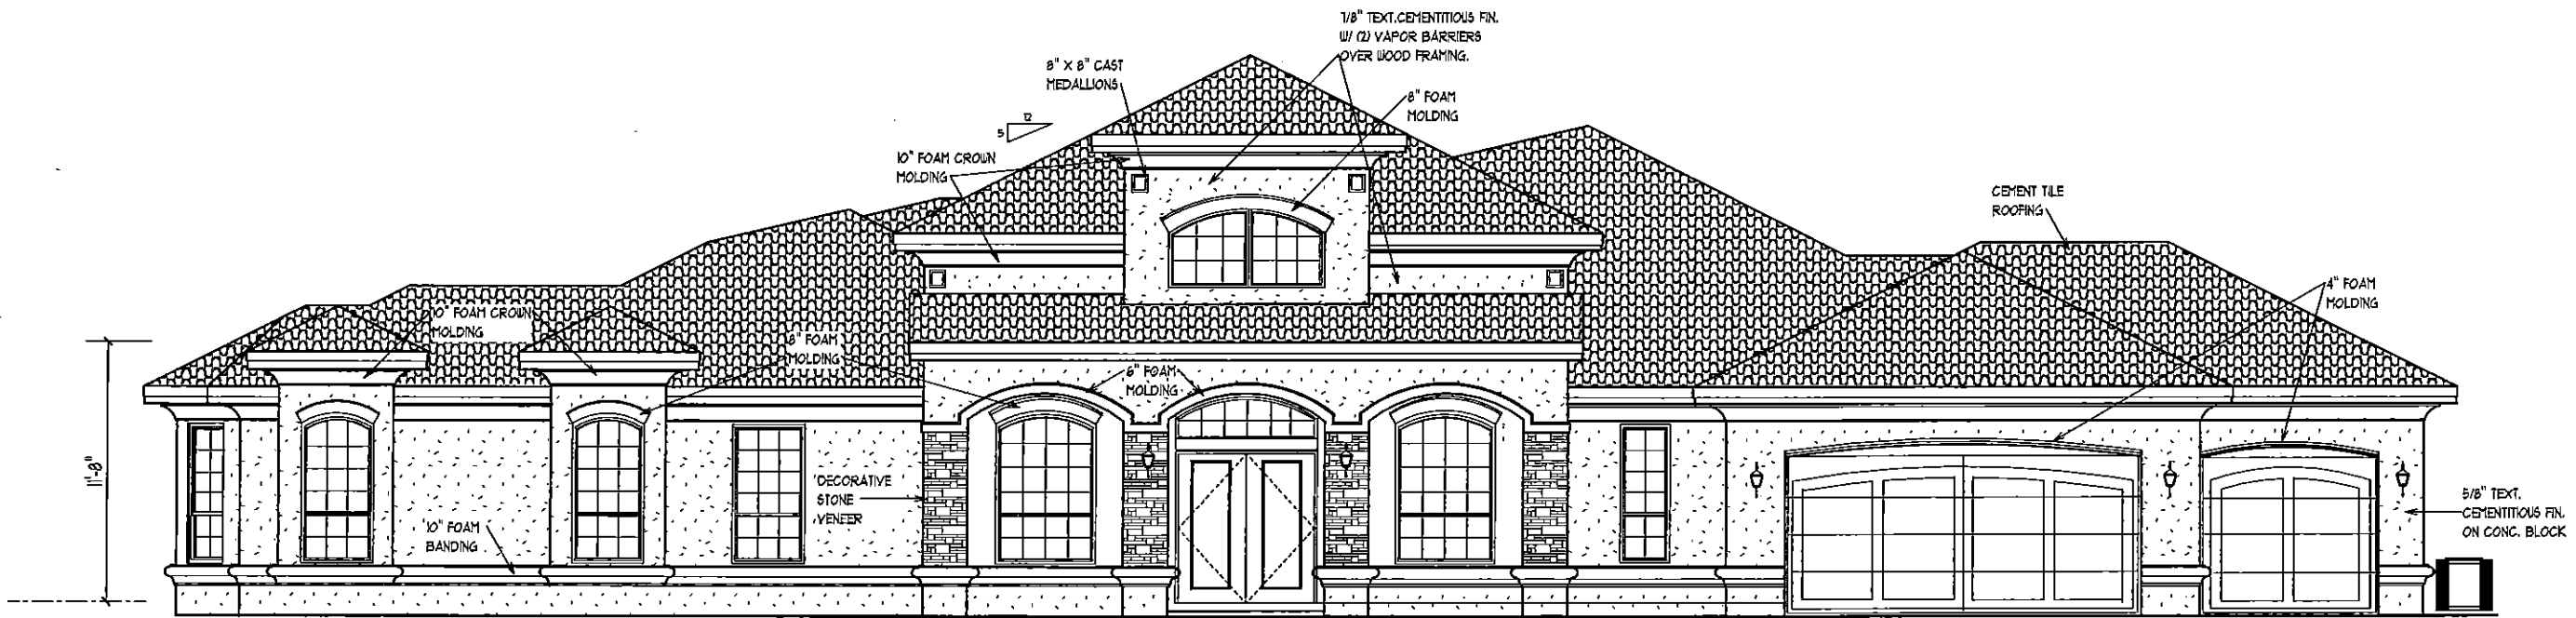 7/8" TEXT.CEMENTITIOUS FIN.
W/ (2) VAPOR BARRIERS
OVER WOOD FRAMING.
8" X 8" CAST
MEDALLIONS
8" FOAM
MOLDING
12
5
10" FOAM CROWN
MOLDING
CEMENT TILE
ROOFING
4" FOAM
MOLDING
10" FOAM CROWN
MOLDING
8" FOAM
MOLDING
6" FOAM
MOLDING
11'-8"
DECORATIVE
STONE
VENEER
10" FOAM
BANDING
5/8" TEXT.
CEMENTITIOUS FIN.
ON CONC. BLOCK